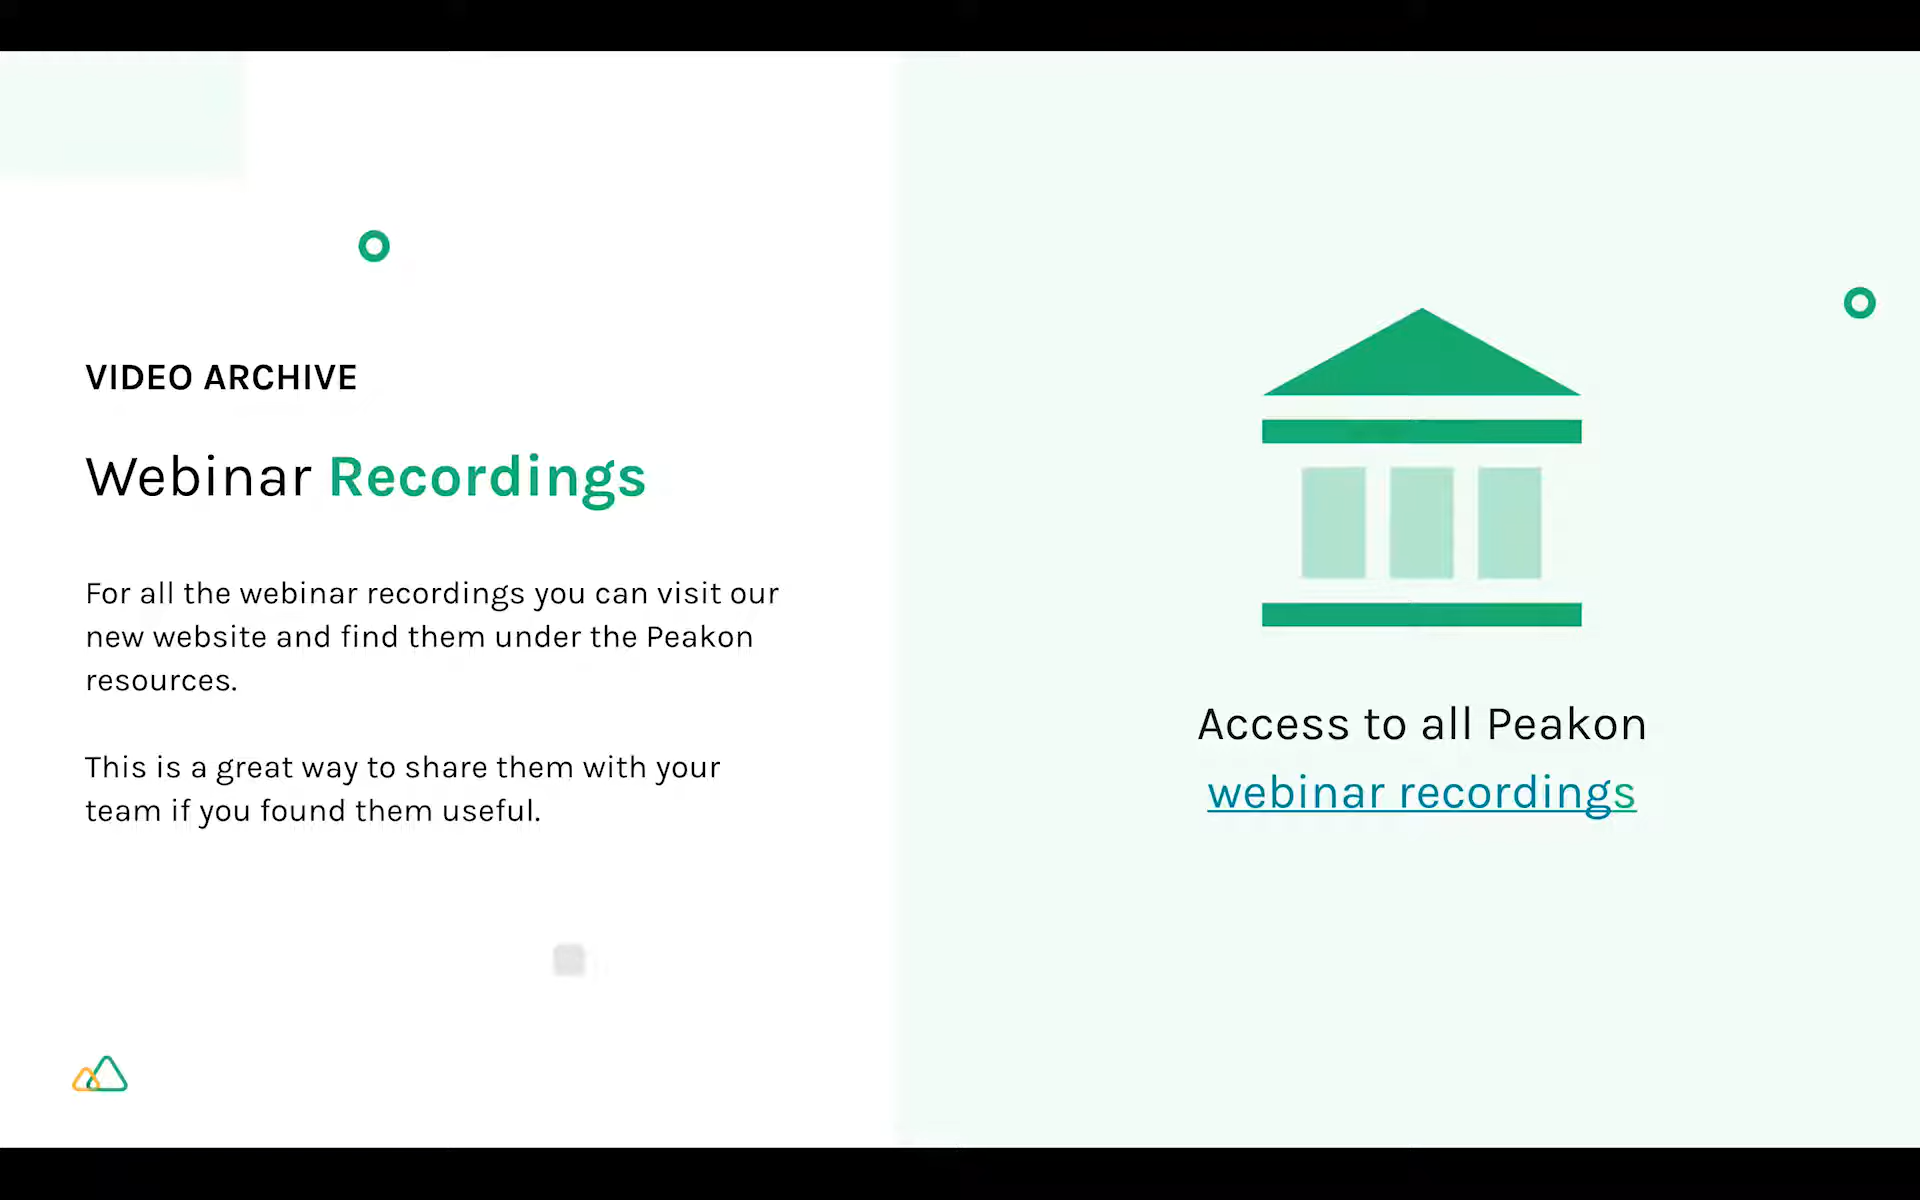 VIDEO ARCHIVE
Webinar Recordings
For all the webinar recordings you can visit our
new website and find them under the Peakon
resources.
This is a great way to share them with your
team if you found them useful.
Access to all Peakon
webinar recordings